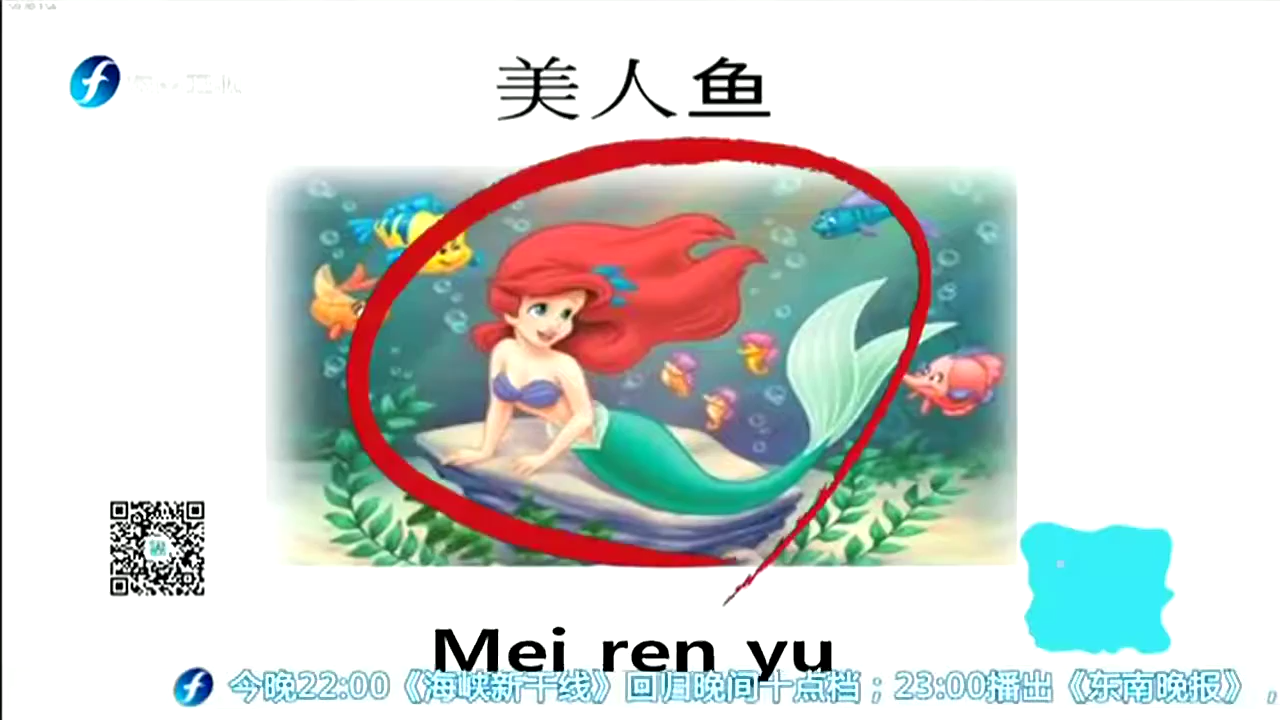 美人鱼
Mei ren yu
今晚22:00《海峡新干线》回归晚间十点档；23:00播出《东南晚报》，